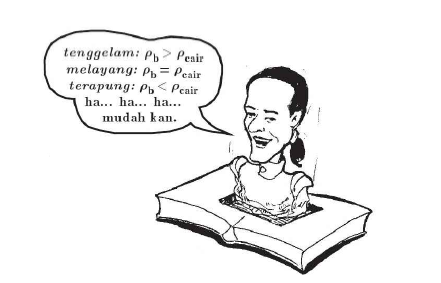 tenggelam: ρb > ρcair
melayang: ρb = ρcair
terapung: ρb < ρcair
ha... ha... ha...
mudah kan.